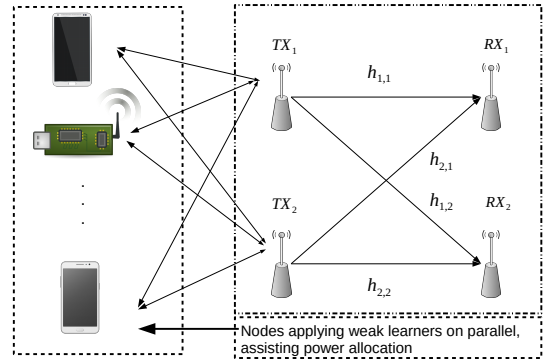 TX1
RX1
h1,1
h2,1
h1,2
TX2
RX2
h2,2
Nodes applying weak learners on parallel,
assisting power allocation